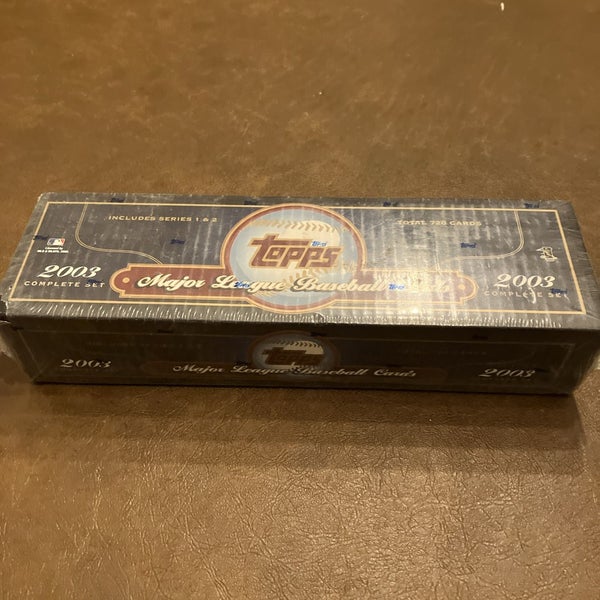 INCLUDES SERIES 1 & 2
TOTAL 720 CARDS
topps
2003
COMPLETE SET
Major League Baseball Cards
2003
COMPLETE SET
2003
topps
Major League Baseball Cards
2003